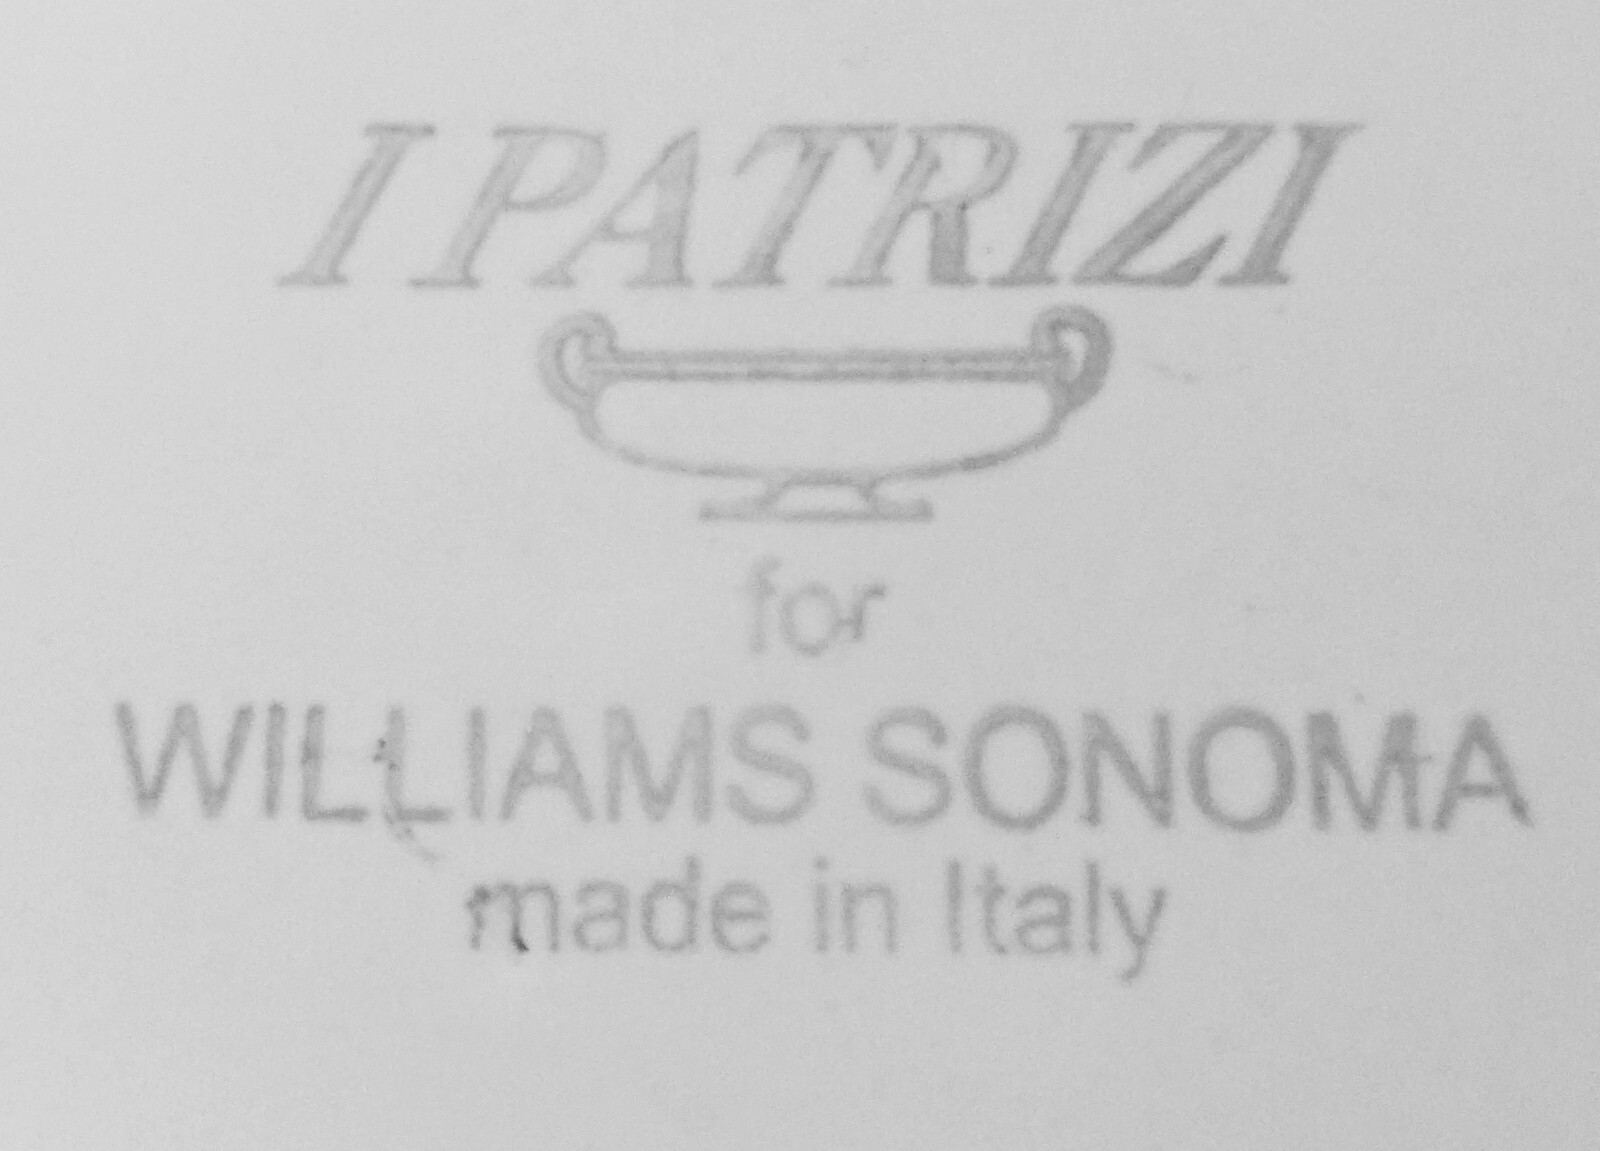 I PATRIZI
for
WILLIAMS SONOMA
made in Italy